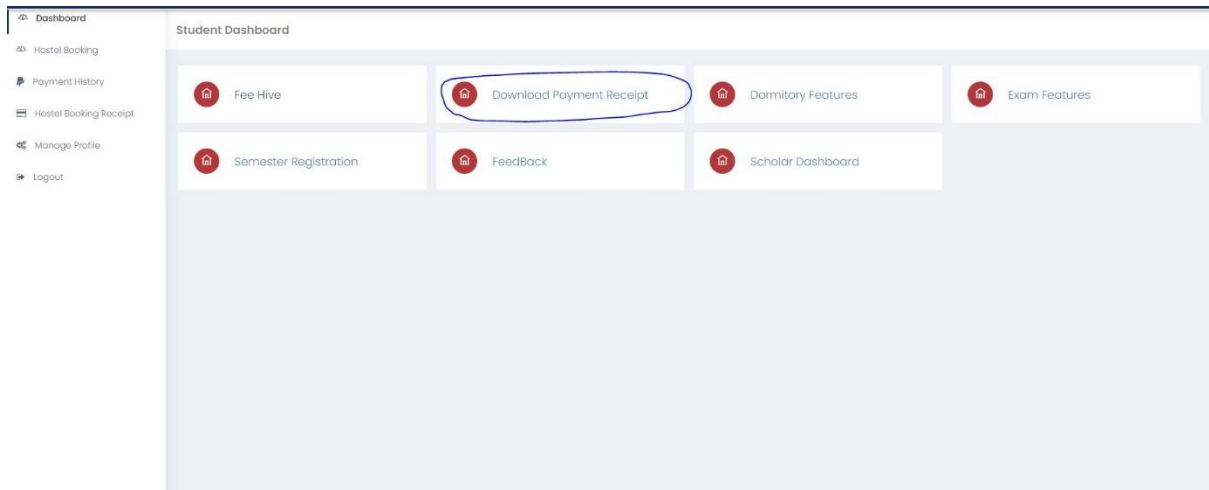 Dashboard
Hostel Booking
Payment History
Hostel Booking Receipt
Manage Profile
Logout
Student Dashboard
Fee Hive
Download Payment Receipt
Dormitory Features
Exam Features
Semester Registration
FeedBack
Scholar Dashboard